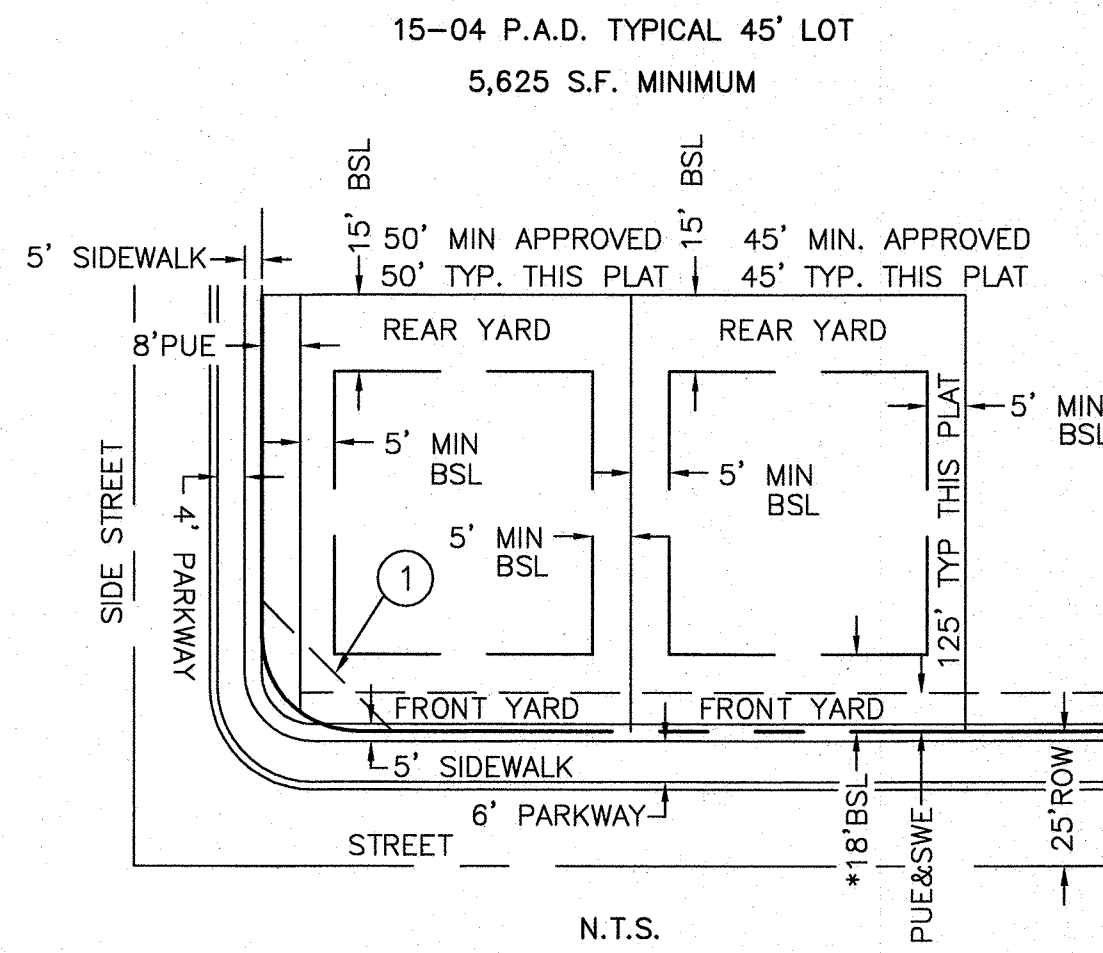 15-04 P.A.D. TYPICAL 45' LOT
5,625 S.F. MINIMUM
15' BSL
15' BSL
50' MIN APPROVED
50' TYP. THIS PLAT
45' MIN. APPROVED
45' TYP. THIS PLAT
5' SIDEWALK
8'PUE
REAR YARD
REAR YARD
5' MIN
BSL
5' MIN
BSL
5' MIN
BSL
5' MIN
BSL
125' TYP THIS PLAT
SIDE STREET
4' PARKWAY
1
FRONT YARD
FRONT YARD
5' SIDEWALK
6' PARKWAY
STREET
*18'BSL
PUE&SWE
25'ROW
N.T.S.